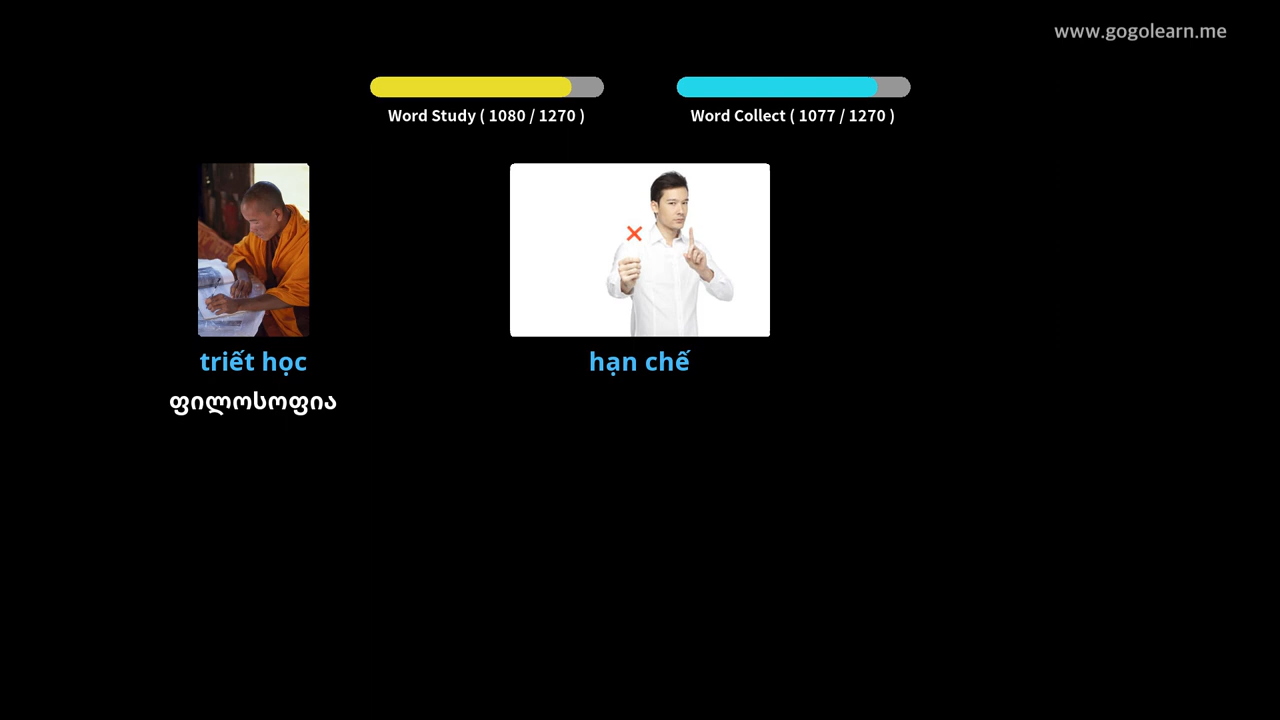 www.gogolearn.me
Word Study ( 1080 / 1270 )
Word Collect ( 1077 / 1270 )
triết học
hạn chế
ფილოსოფია